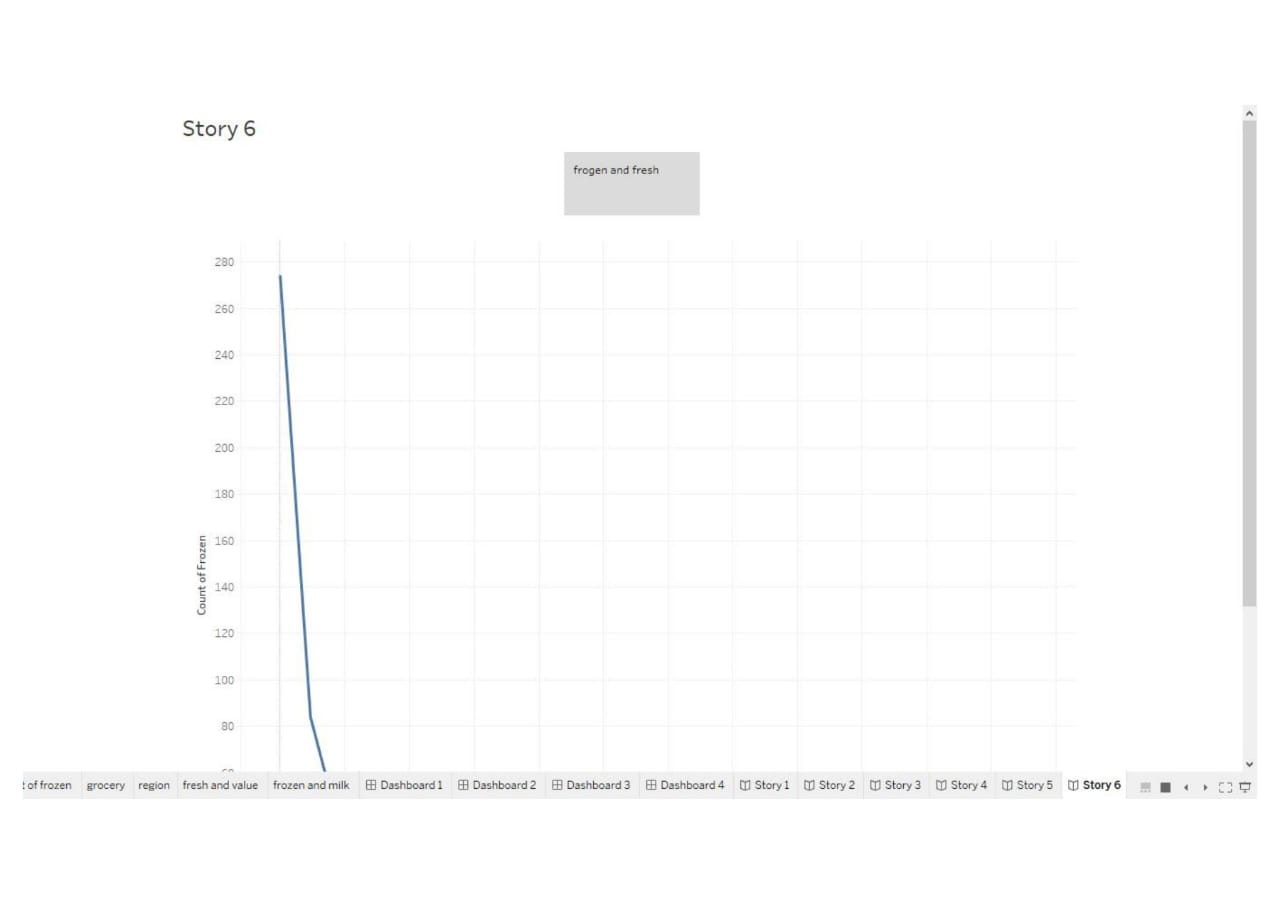 Story 6
frogen and fresh
280
260
240
220
200
180
160
140
120
100
80
Count of Frozen
of frozen grocery region fresh and value frozen and milk Dashboard 1 Dashboard 2 Dashboard 3 Dashboard 4 Story 1 Story 2 Story 3 Story 4 Story 5 Story 6